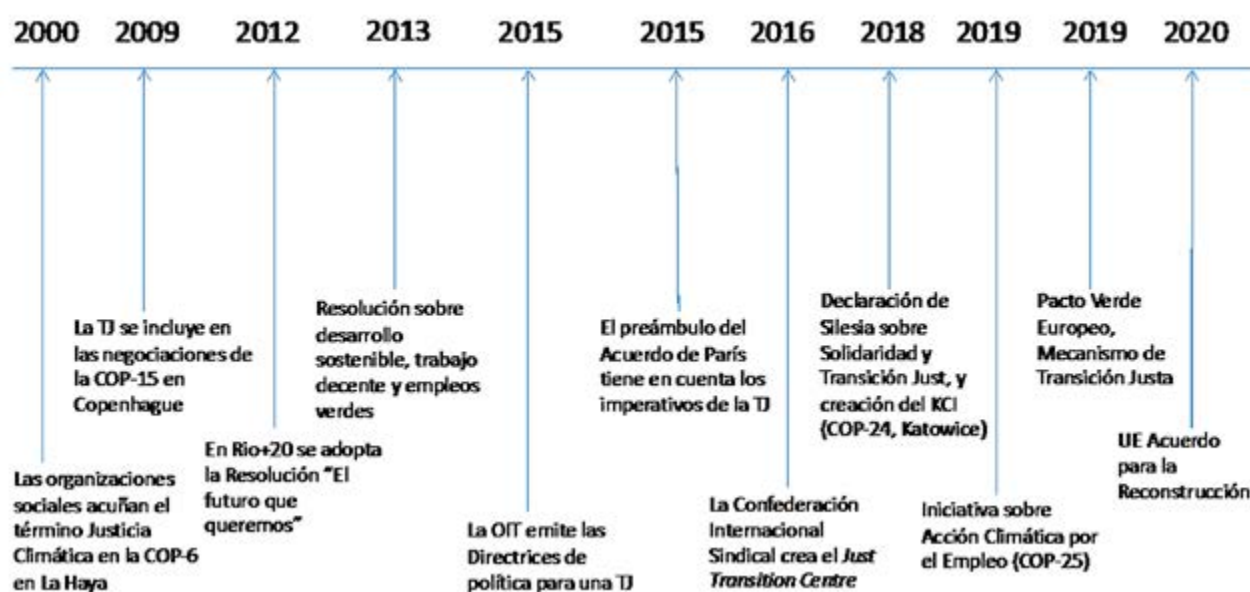 2000 2009 2012 2013 2015 2015 2016 2018 2019 2019 2020
Las organizaciones
sociales acuñan el
término Justicia
Climática en la COP-6
en La Haya
La TJ se incluye en
las negociaciones de
la COP-15 en
Copenhague
En Rio+20 se adopta
la Resolución “El
futuro que
queremos”
Resolución sobre
desarrollo
sostenible, trabajo
decente y empleos
verdes
La OIT emite las
Directrices de
política para una TJ
El preámbulo del
Acuerdo de París
tiene en cuenta los
imperativos de la TJ
La Confederación
Internacional
Sindical crea el Just
Transition Centre
Declaración de
Silesia sobre
Solidaridad y
Transición Just, y
creación del KCI
(COP-24, Katowice)
Iniciativa sobre
Acción Climática por
el Empleo (COP-25)
Pacto Verde
Europeo,
Mecanismo de
Transición Justa
UE Acuerdo
para la
Reconstrucción